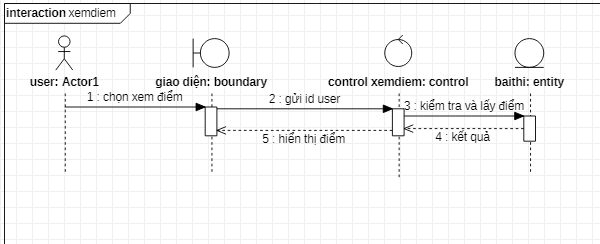 interaction xemdiem
user: Actor1
giao diện: boundary
control xemdiem: control
baithi: entity
1 : chọn xem điểm
2 : gửi id user
3 : kiểm tra và lấy điểm
4 : kết quả
5 : hiển thị điểm